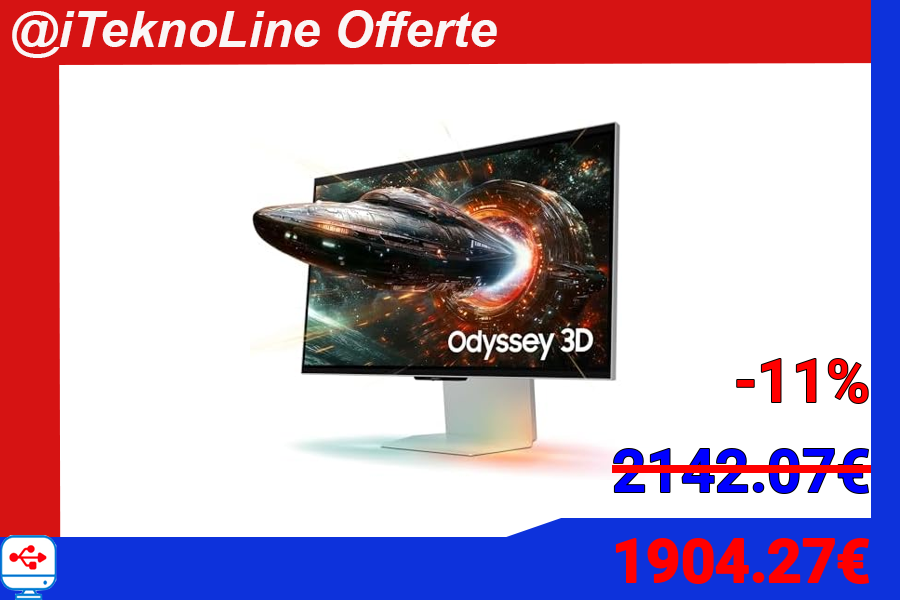 @iTeknoLine Offerte
Odyssey 3D
-11%
2142.07€
1904.27€